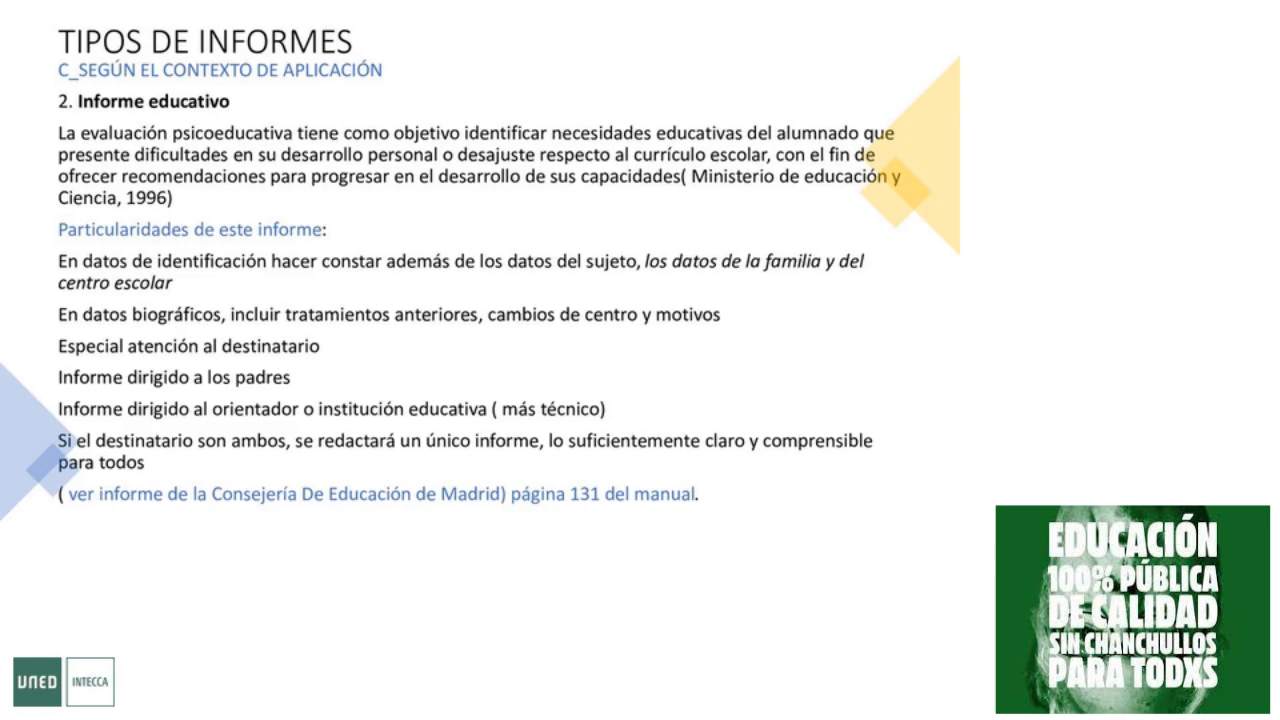 TIPOS DE INFORMES
C_SEGÚN EL CONTEXTO DE APLICACIÓN
2. Informe educativo
La evaluación psicoeducativa tiene como objetivo identificar necesidades educativas del alumnado que
presente dificultades en su desarrollo personal o desajuste respecto al currículo escolar, con el fin de
ofrecer recomendaciones para progresar en el desarrollo de sus capacidades( Ministerio de educación y
Ciencia, 1996)
Particularidades de este informe:
En datos de identificación hacer constar además de los datos del sujeto, los datos de la familia y del
centro escolar
En datos biográficos, incluir tratamientos anteriores, cambios de centro y motivos
Especial atención al destinatario
Informe dirigido a los padres
Informe dirigido al orientador o institución educativa ( más técnico)
Si el destinatario son ambos, se redactará un único informe, lo suficientemente claro y comprensible
para todos
( ver informe de la Consejería De Educación de Madrid) página 131 del manual.
EDUCACIÓN
100% PÚBLICA
DE CALIDAD
SIN CHANCHULLOS
PARA TODXS
UNED INTECCA